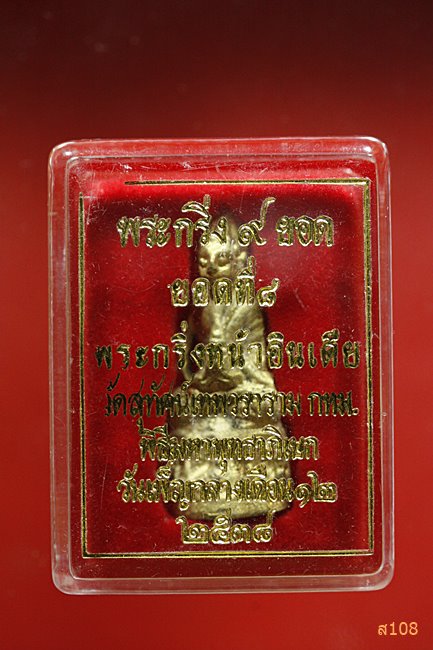 พระกริ่ง ๙ ยอด
ยอดที่ ๘
พระกริ่งหน้าอินเดีย
วัดสุทัศน์เทพวราราม กทม.
พิธีมหาพุทธาภิเษก
วันเพ็ญกลางเดือน ๑๒
๒๕๓๘
ส108